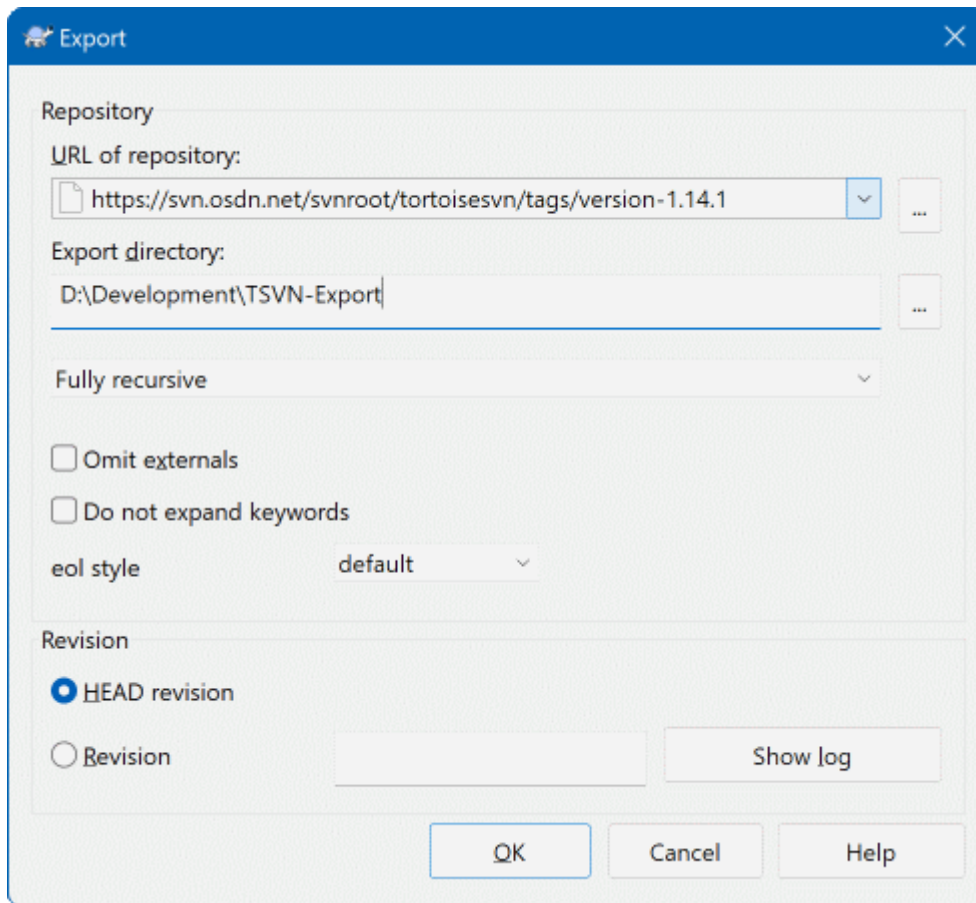 Export
Repository
URL of repository:
https://svn.osdn.net/svnroot/tortoisesvn/tags/version-1.14.1
...
Export directory:
D:\Development\TSVN-Export
...
Fully recursive
Omit externals
Do not expand keywords
eol style default
Revision
HEAD revision
Revision Show log
OK Cancel Help